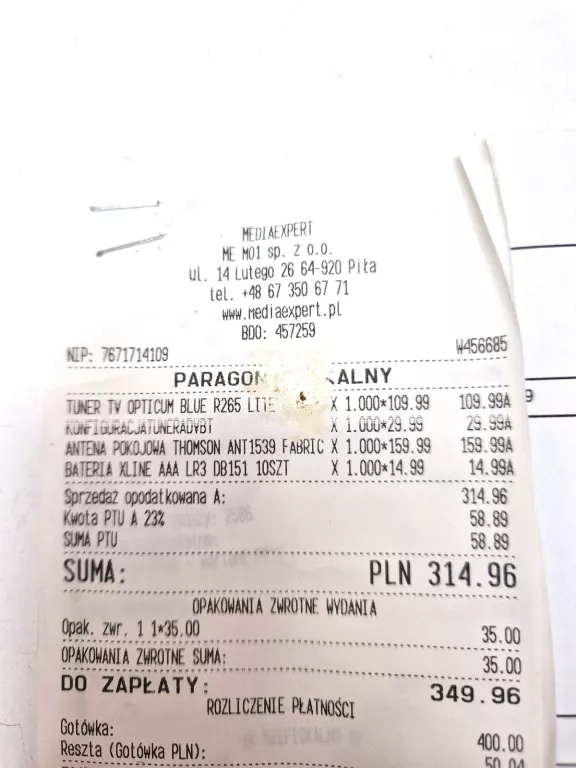 MEDIAEXPERT
ME M01 sp. Z o.o.
ul. 14 Lutego 26 64-920 Piła
tel. +48 67 350 67 71
www.mediaexpert.pl
BDO: 457259
NIP: 7671714109 W456685
PARAGON
TUNER TV OPTICUM BLUE R265 X 1.000*109.99 109.99A
KONFIGURACJATUNERADVBT X 1.000*29.99 29.99A
ANTENA POKOJOWA THOMSON ANT1539 FABRIC X 1.000*159.99 159.99A
BATERIA XLINE AAA LR3 DB151 10SZT X 1.000*14.99 14.99A
Sprzedaż opodatkowana A: 314.96
Kwota PTU A 23% 58.89
SUMA PTU 58.89
SUMA: PLN 314.96
OPAKOWANIA ZWROTNE WYDANIA
Opak. zwr. 1 1*35.00 35.00
OPAKOWANIA ZWROTNE SUMA: 35.00
DO ZAPŁATY: 349.96
ROZLICZENIE PŁATNOŚCI
Gotówka: 400.00
Reszta (Gotówka PLN): 50.04
9